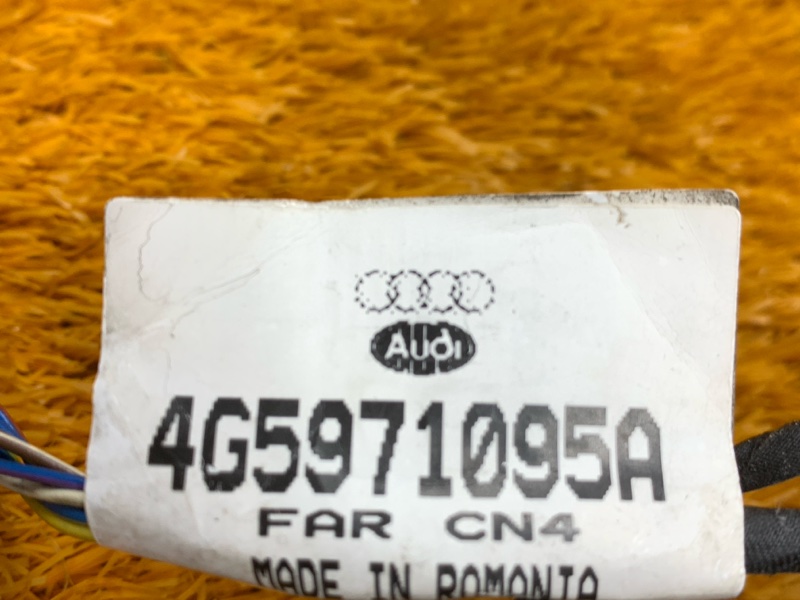 Audi
4G5971095A
FAR CN4
MADE IN ROMANIA